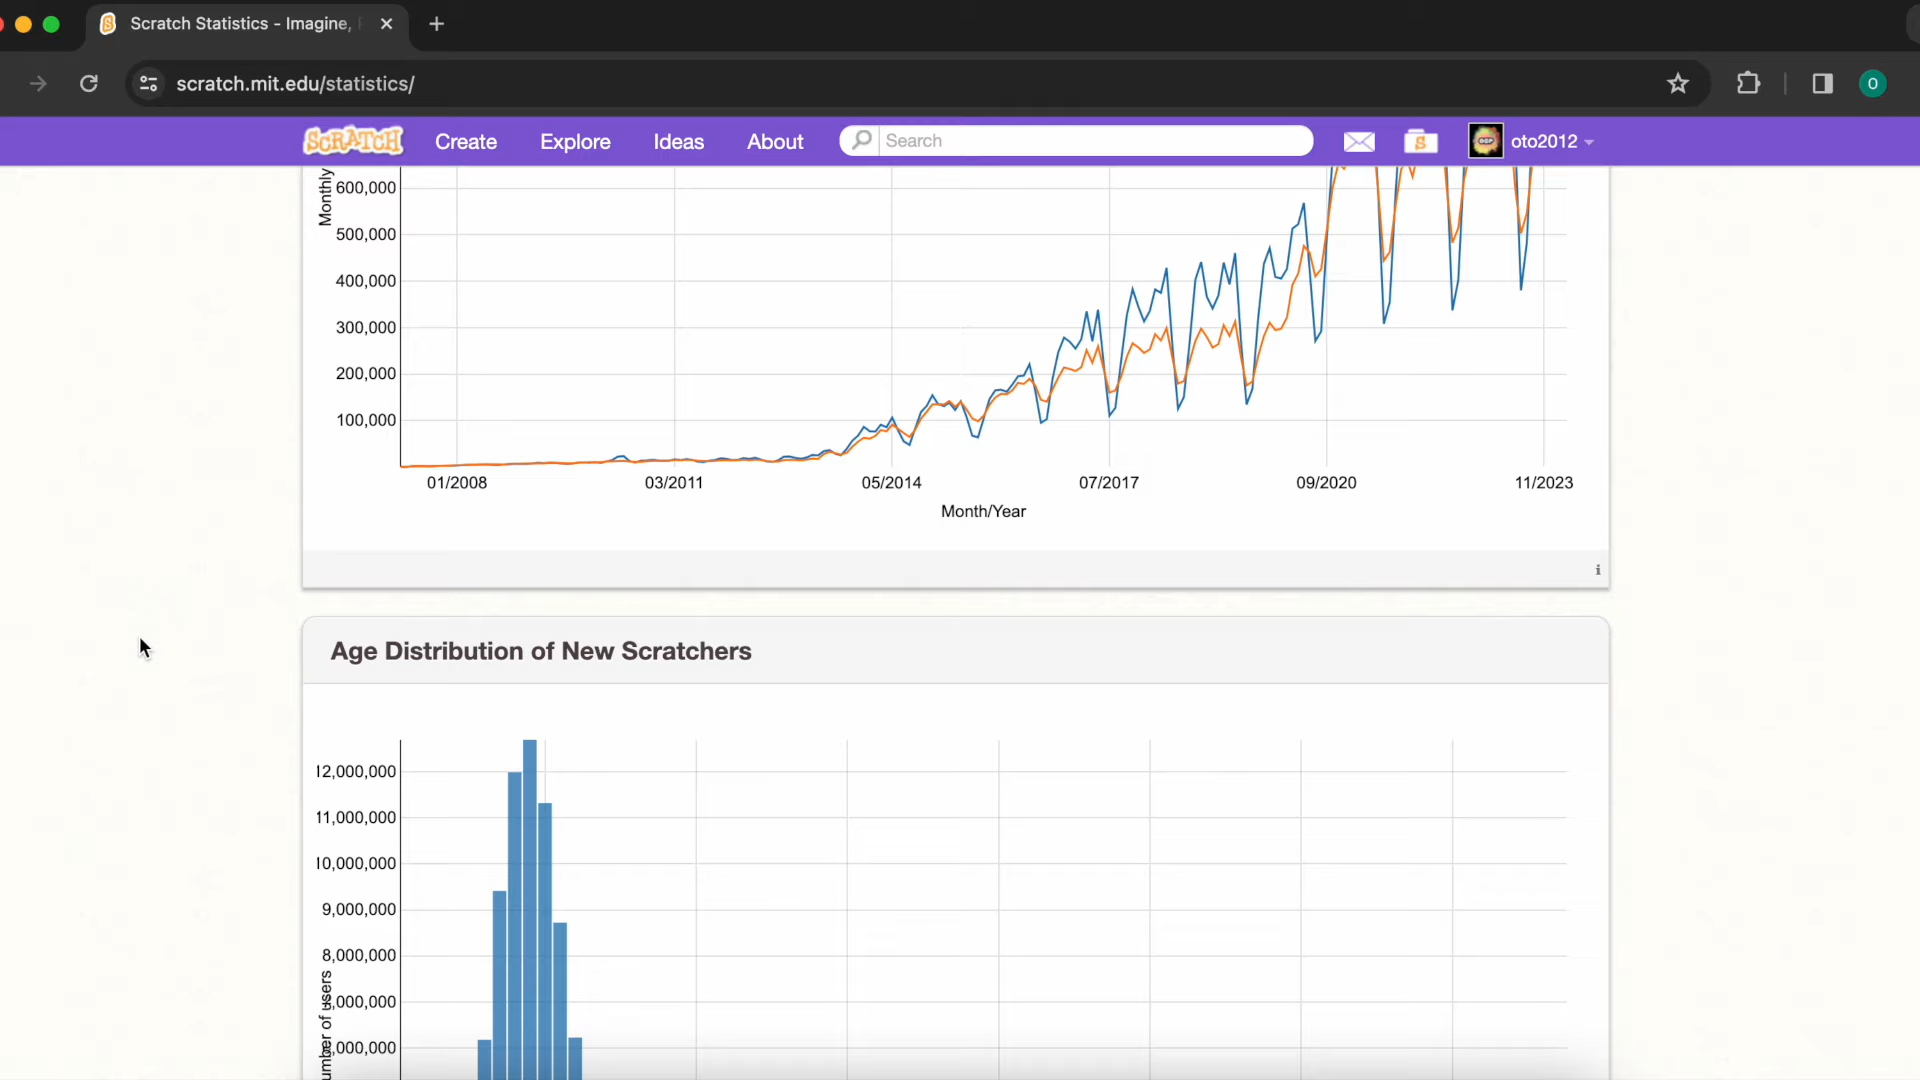 Scratch Statistics - Imagine,
scratch.mit.edu/statistics/
O
SCRATCH
Create
Explore
Ideas
About
Search
S
oto2012
Monthly
600,000
500,000
400,000
300,000
200,000
100,000
01/2008
03/2011
05/2014
07/2017
09/2020
11/2023
Month/Year
i
Age Distribution of New Scratchers
12,000,000
11,000,000
10,000,000
9,000,000
8,000,000